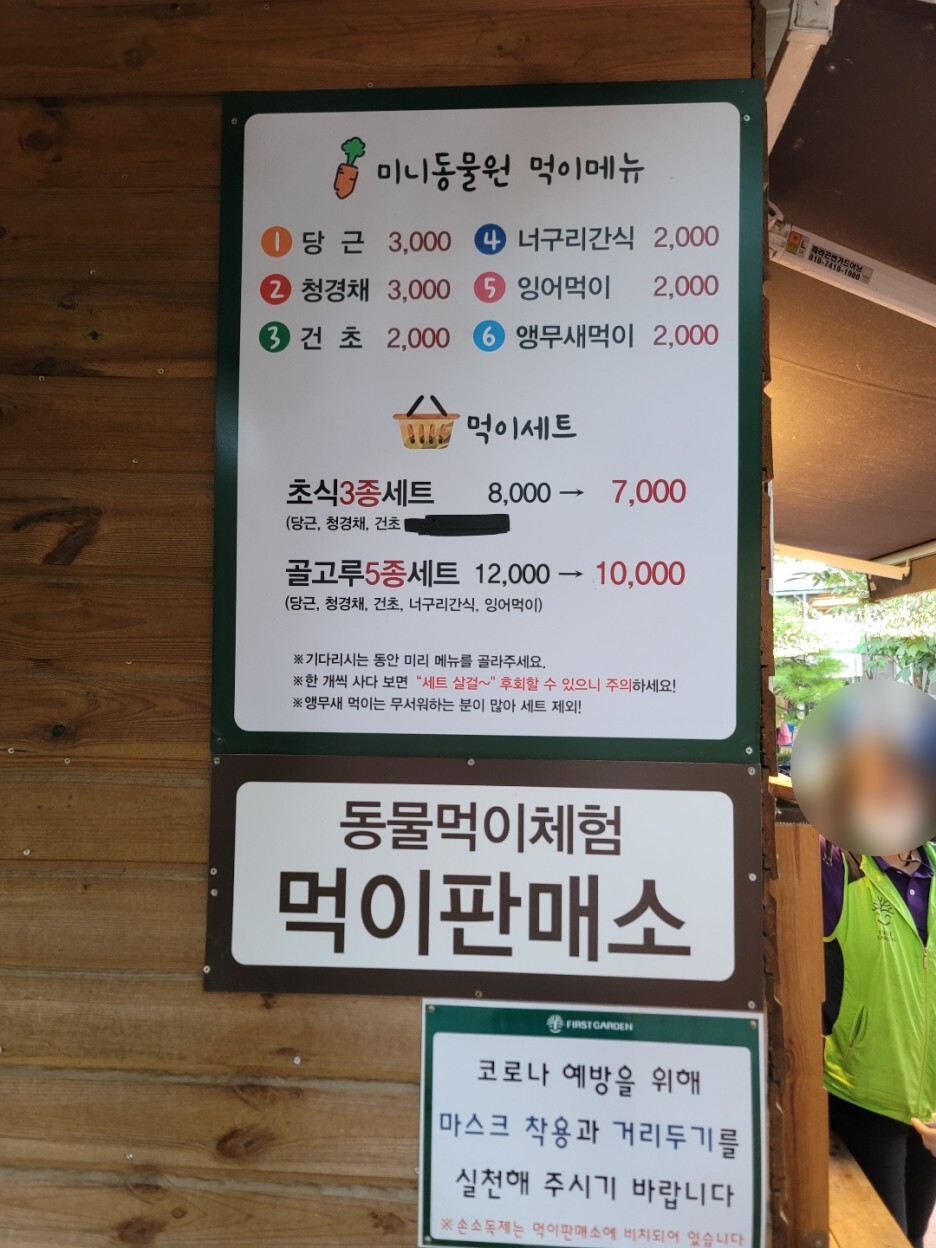 미니동물원 먹이메뉴
1 당 근 3,000 4 너구리간식 2,000
2 청경채 3,000 5 잉어먹이 2,000
3 건 초 2,000 6 앵무새먹이 2,000
먹이세트
초식3종세트 8,000 → 7,000
(당근, 청경채, 건초
골고루5종세트 12,000 → 10,000
(당근, 청경채, 건초, 너구리간식, 잉어먹이)
※기다리시는 동안 미리 메뉴를 골라주세요.
※한 개씩 사다 보면 “세트 살걸~” 후회할 수 있으니 주의하세요!
※앵무새 먹이는 무서워하는 분이 많아 세트 제외!
동물먹이체험
먹이판매소
FIRST GARDEN
코로나 예방을 위해
마스크 착용과 거리두기를
실천해 주시기 바랍니다
※손소독제는 먹이판매소에 비치되어 있습니다